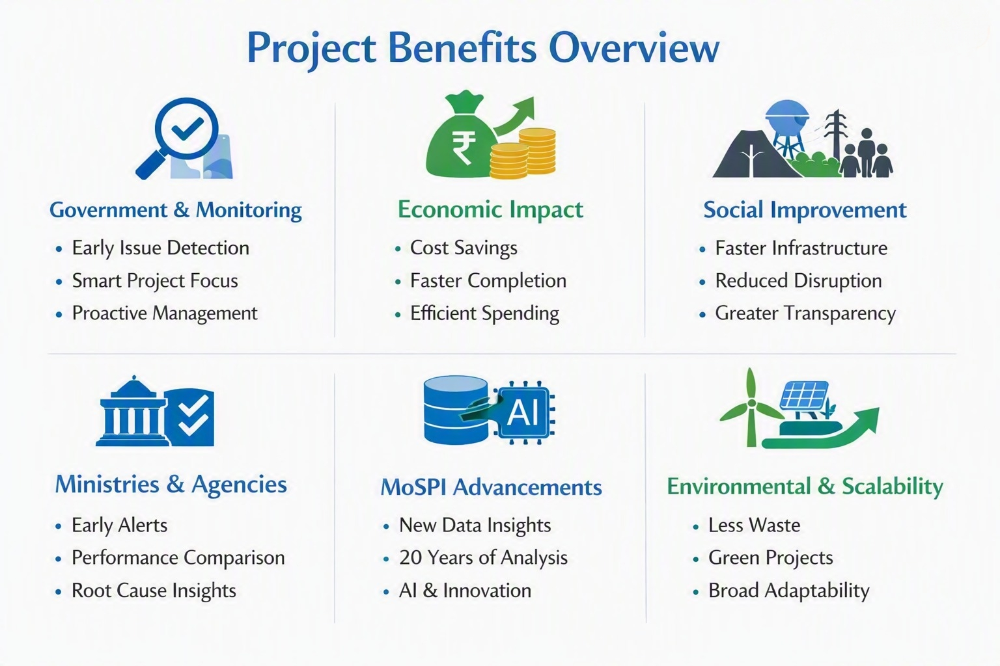 Project Benefits Overview
₹
Government & Monitoring
• Early Issue Detection
• Smart Project Focus
• Proactive Management
Economic Impact
• Cost Savings
• Faster Completion
• Efficient Spending
Social Improvement
• Faster Infrastructure
• Reduced Disruption
• Greater Transparency
Ministries & Agencies
• Early Alerts
• Performance Comparison
• Root Cause Insights
AI
MoSPI Advancements
• New Data Insights
• 20 Years of Analysis
• AI & Innovation
Environmental & Scalability
• Less Waste
• Green Projects
• Broad Adaptability